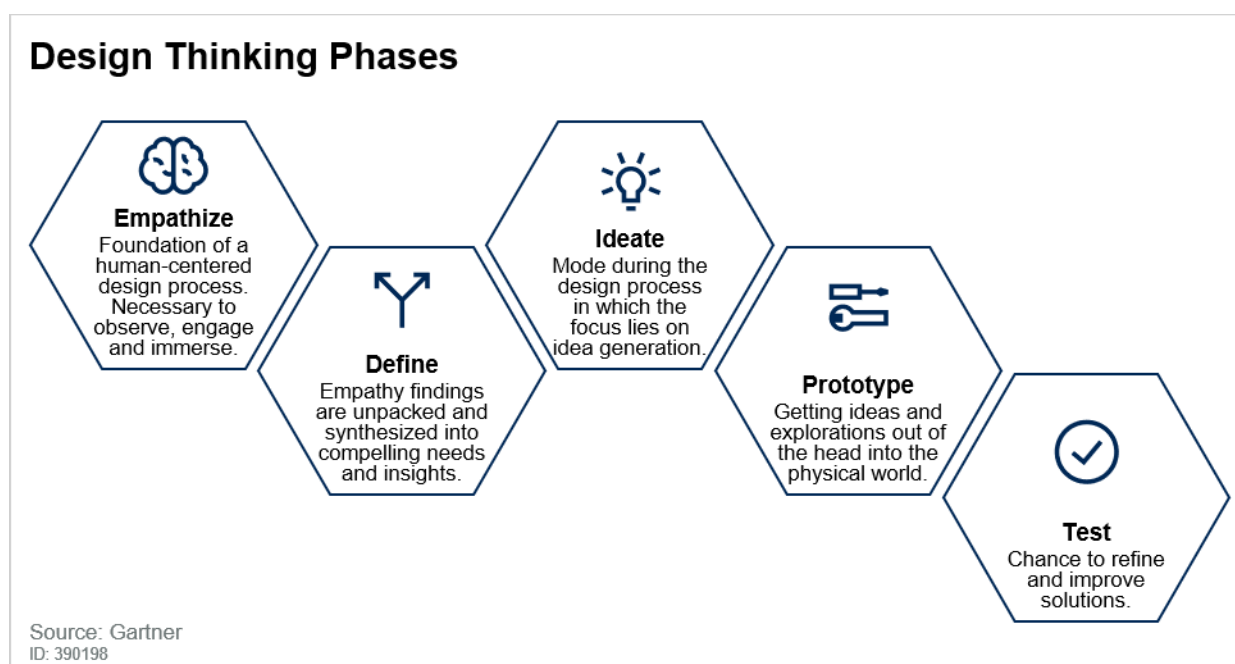 Design Thinking Phases
Empathize
Foundation of a
human-centered
design process.
Necessary to
observe, engage
and immerse.
Define
Empathy findings
are unpacked and
synthesized into
compelling needs
and insights.
Ideate
Mode during the
design process
in which the
focus lies on
idea generation.
Prototype
Getting ideas and
explorations out of
the head into the
physical world.
Test
Chance to refine
and improve
solutions.
Source: Gartner
ID: 390198